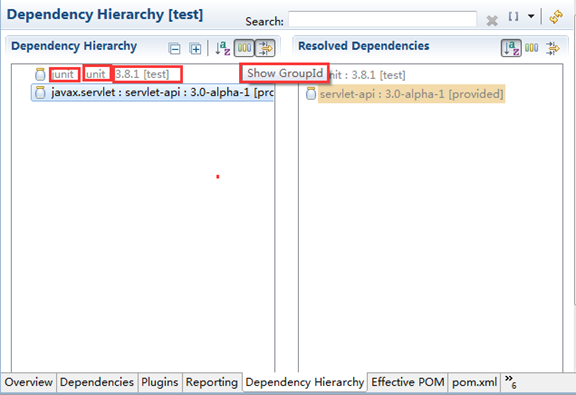 Dependency Hierarchy [test]
Search:
Dependency Hierarchy
Resolved Dependencies
junit : junit : 3.8.1 [test]
javax.servlet : servlet-api : 3.0-alpha-1 [pro
Show GroupId
nit : 3.8.1 [test]
servlet-api : 3.0-alpha-1 [provided]
Overview Dependencies Plugins Reporting Dependency Hierarchy Effective POM pom.xml »6